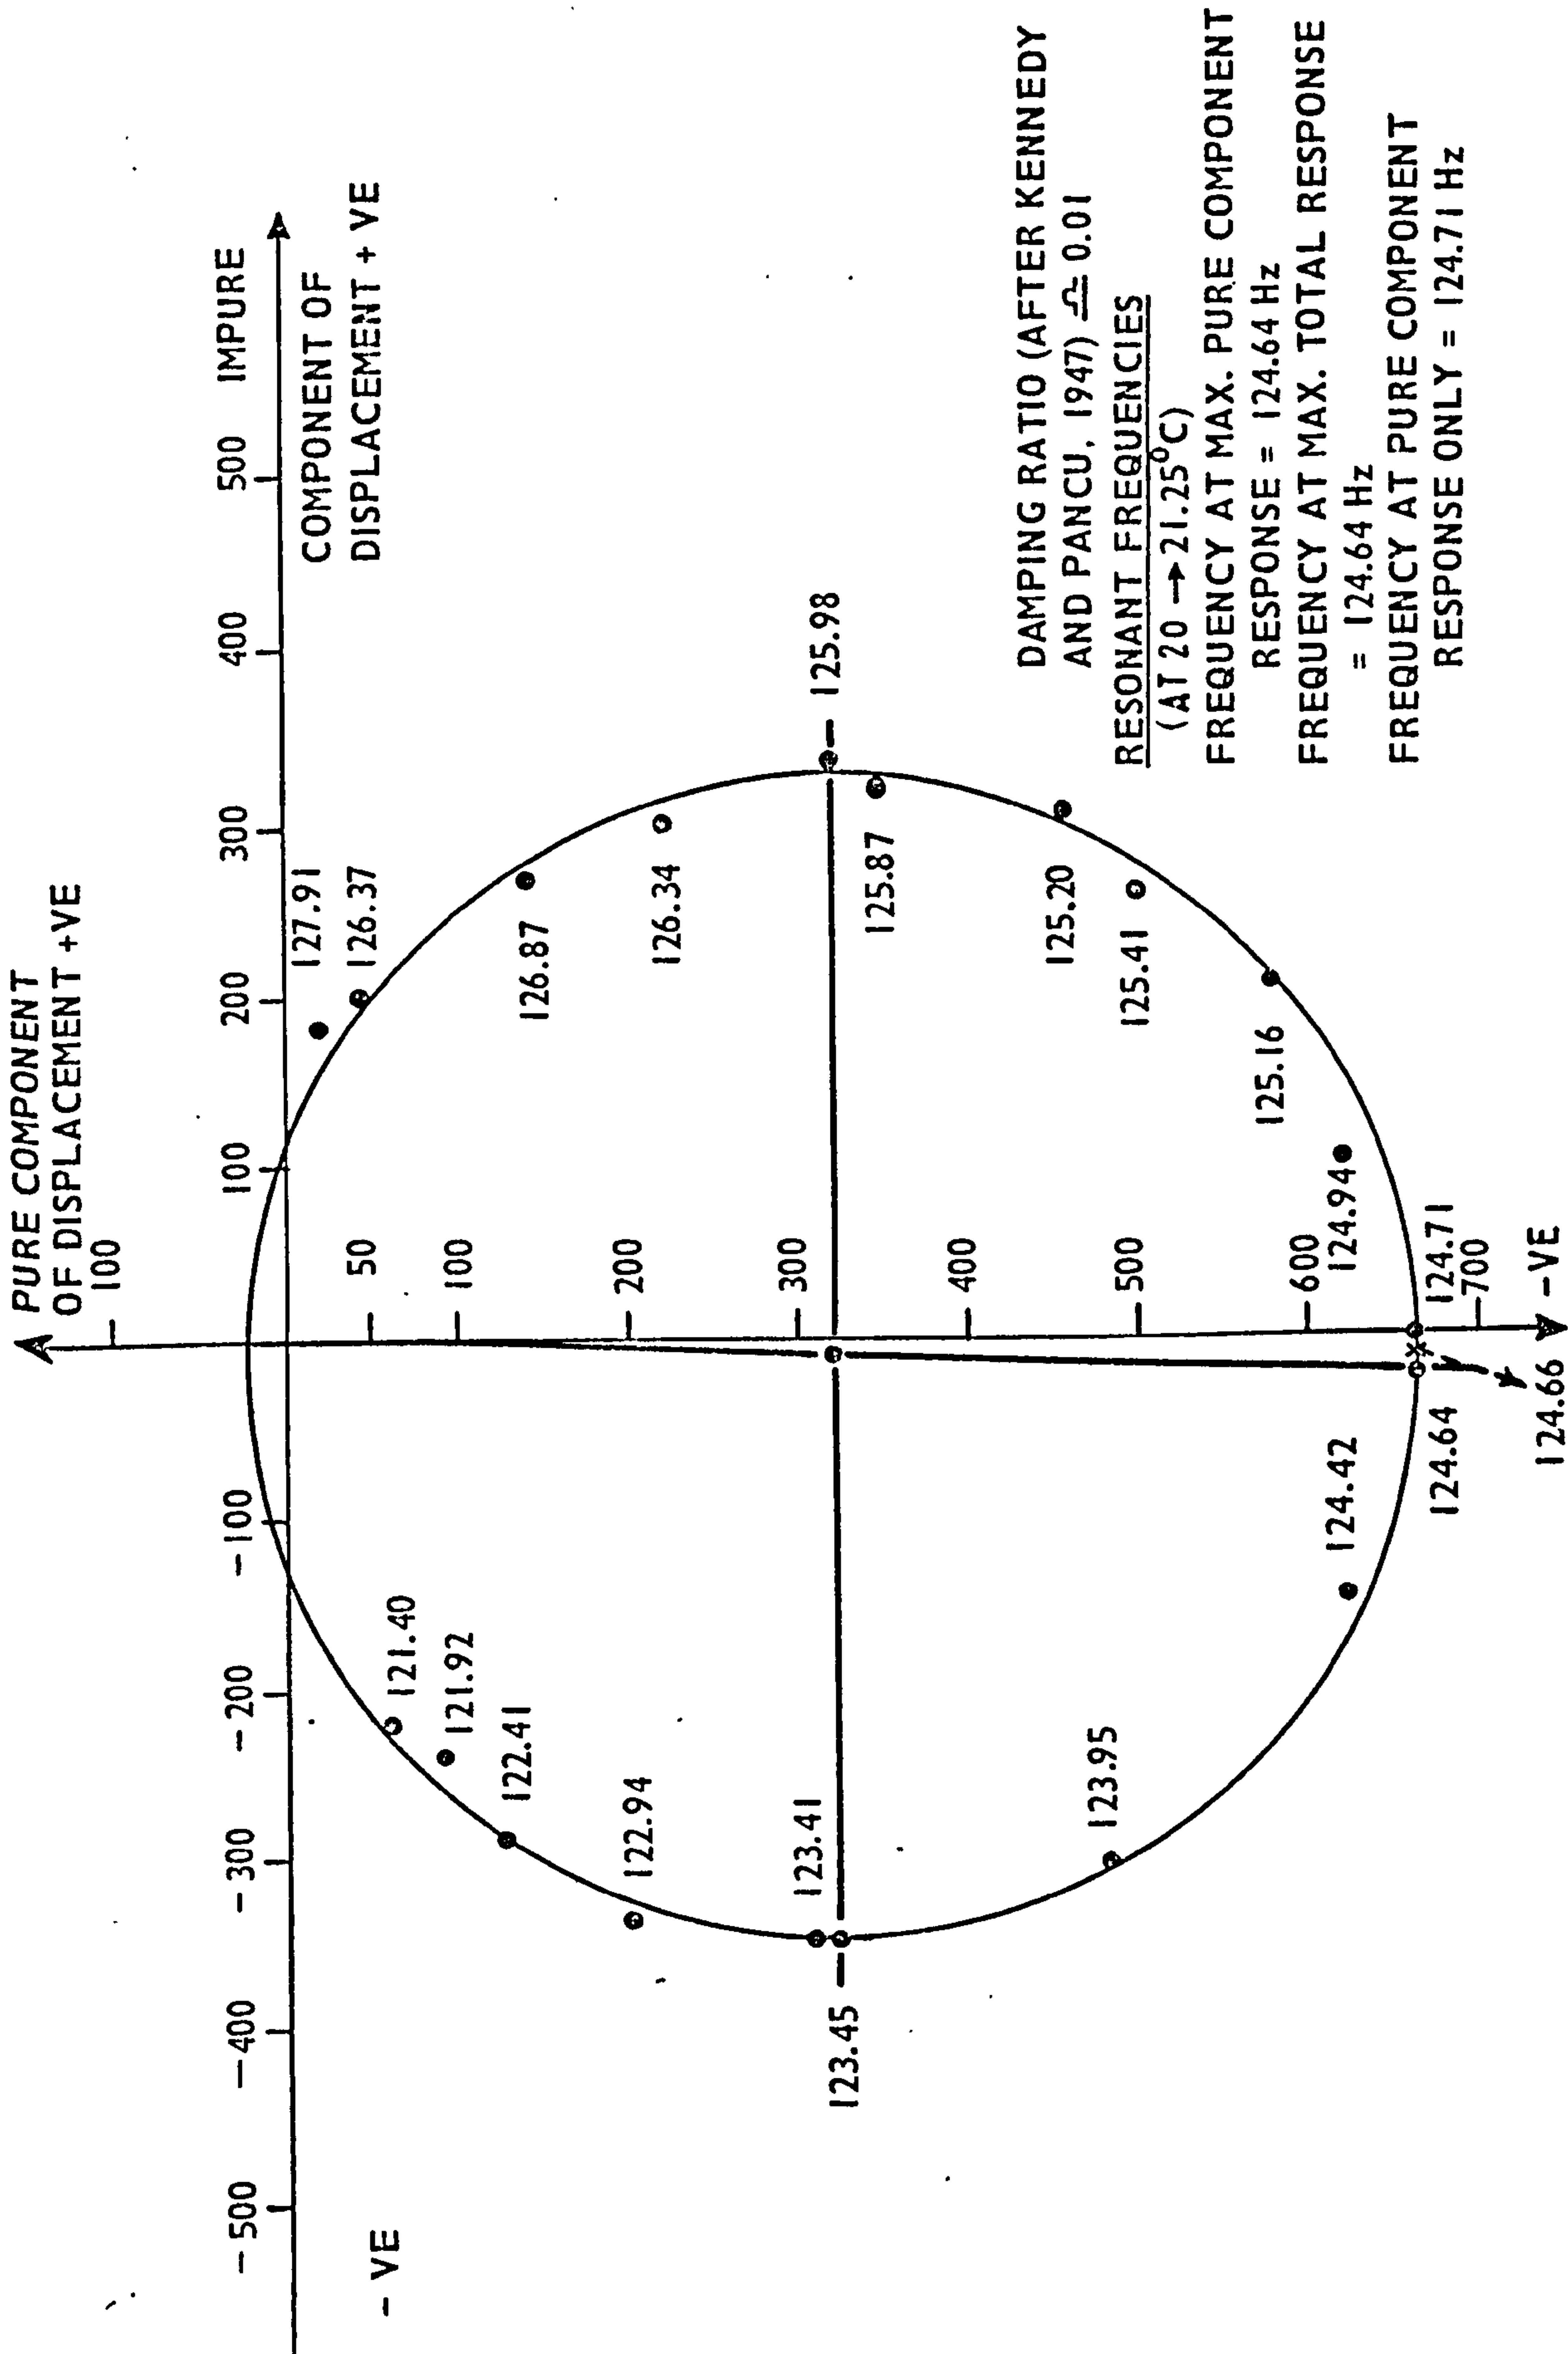 PURE COMPONENT
OF DISPLACEMENT +VE
100
-500
-400
-300
-200
-100
100
200
300
400
500
IMPURE
COMPONENT OF
DISPLACEMENT + VE
- VE
50
100
200
300
400
500
600
700
-VE
127.91
126.37
126.87
126.34
125.98
125.87
125.20
125.41
125.16
124.94
124.71
124.66
124.64
124.42
123.95
123.45
123.41
122.94
122.41
121.92
121.40
DAMPING RATIO (AFTER KENNEDY
AND PANCU, 1947) ≏ 0.01
RESONANT FREQUENCIES
(AT 20 → 21.25°C)
FREQUENCY AT MAX. PURE COMPONENT
RESPONSE = 124.64 Hz
FREQUENCY AT MAX. TOTAL RESPONSE
= 124.64 Hz
FREQUENCY AT PURE COMPONENT
RESPONSE ONLY = 124.71 Hz